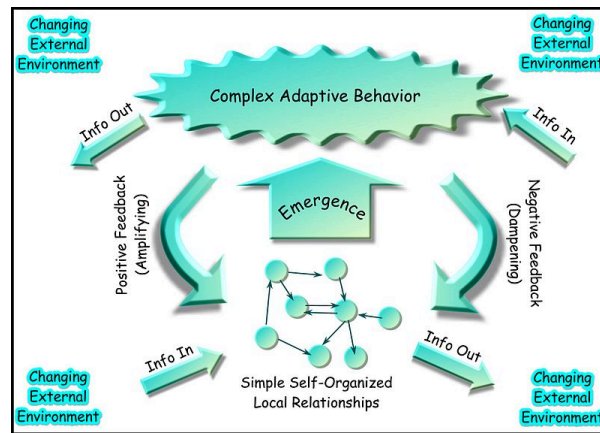 Changing
External
Environment
Changing
External
Environment
Complex Adaptive Behavior
Info Out
Info In
Positive Feedback
(Amplifying)
Emergence
Negative Feedback
(Dampening)
Info In
Info Out
Simple Self-Organized
Local Relationships
Changing
External
Environment
Changing
External
Environment